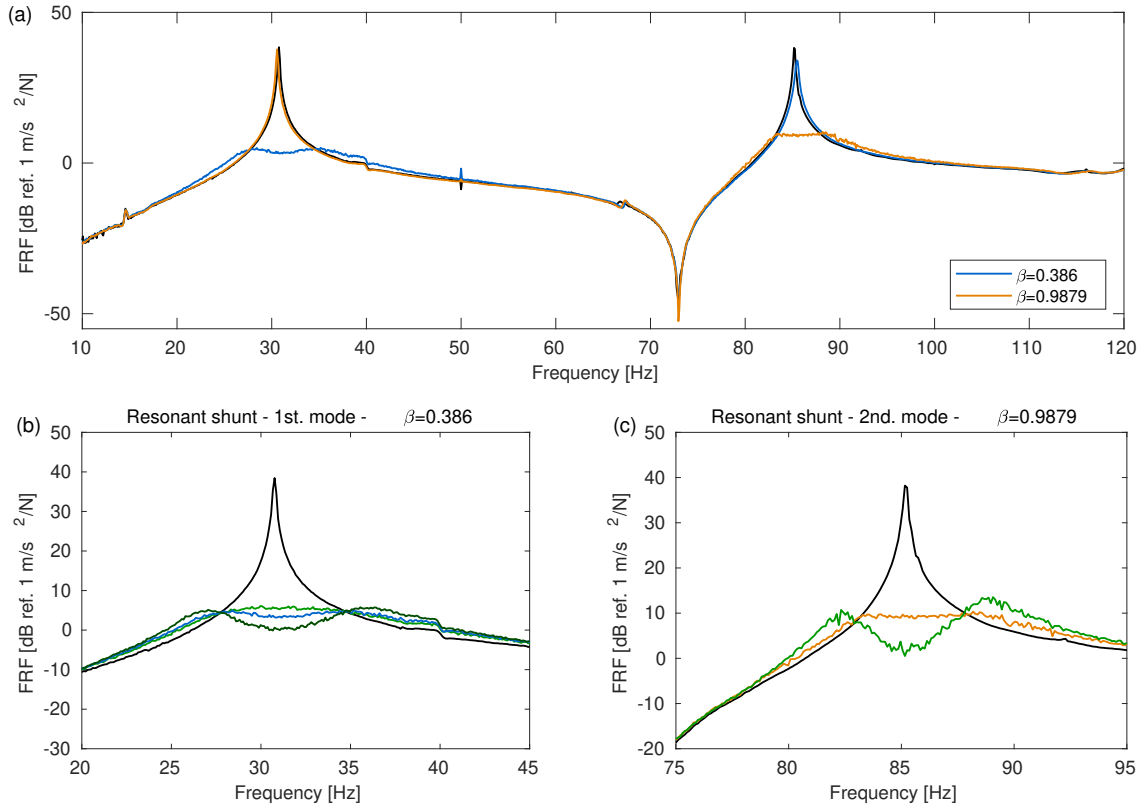 (a)
50
0
-50
FRF [dB ref. 1 m/s ²/N]
10 20 30 40 50 60 70 80 90 100 110 120
Frequency [Hz]
β=0.386
β=0.9879
(b)
Resonant shunt - 1st. mode - β=0.386
50
40
30
20
10
0
-10
-20
-30
FRF [dB ref. 1 m/s ²/N]
20 25 30 35 40 45
Frequency [Hz]
(c)
Resonant shunt - 2nd. mode - β=0.9879
50
40
30
20
10
0
-10
-20
FRF [dB ref. 1 m/s ²/N]
75 80 85 90 95
Frequency [Hz]